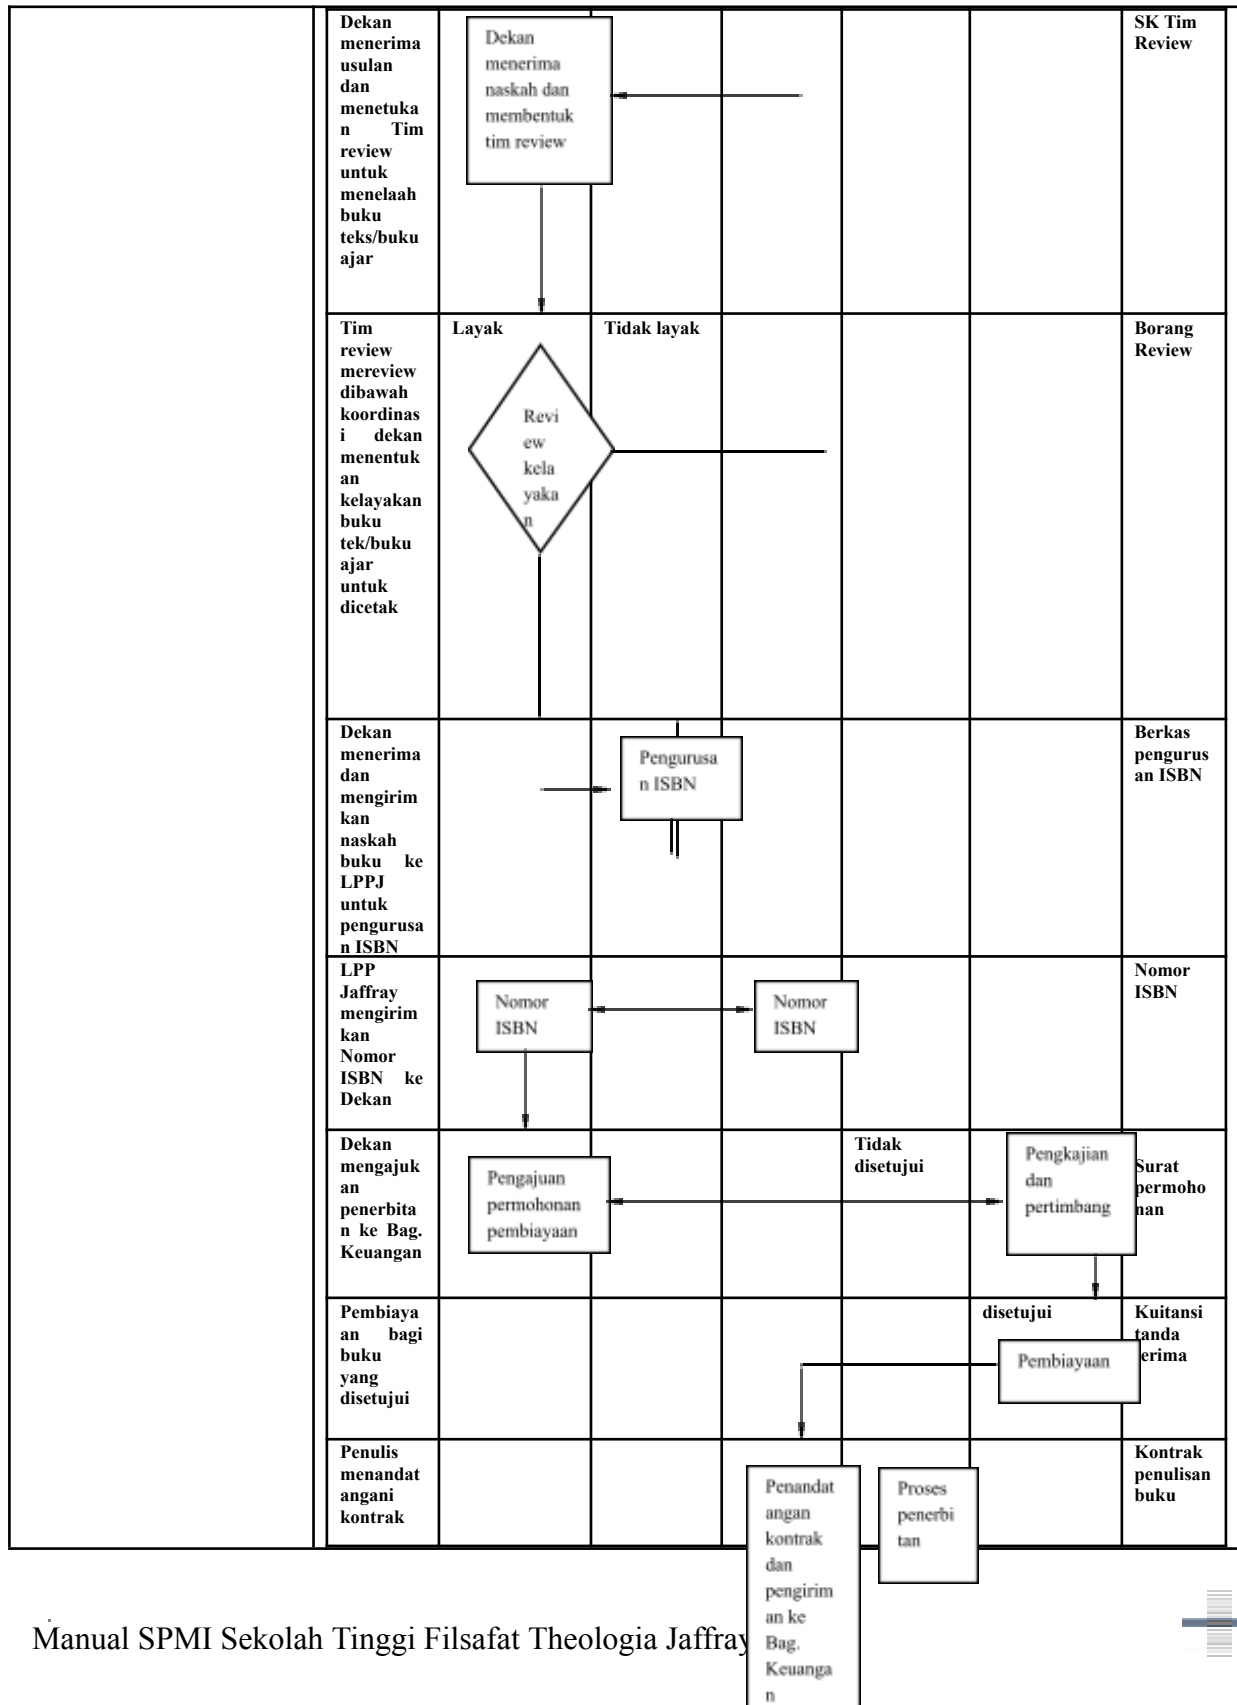 Dekan
menerima
usulan
dan
menetuka
n Tim
review
untuk
menelaah
buku
teks/buku
ajar
Dekan
menerima
naskah dan
membentuk
tim review
SK Tim
Review
Tim
review
mereview
dibawah
koordinas
i dekan
menentuk
an
kelayakan
buku
tek/buku
ajar
untuk
dicetak
Layak
Revi
ew
kela
yaka
n
Tidak layak
Borang
Review
Dekan
menerima
dan
mengirim
kan
naskah
buku ke
LPPJ
untuk
pengurusa
n ISBN
Pengurusa
n ISBN
Berkas
pengurus
an ISBN
LPP
Jaffray
mengirim
kan
Nomor
ISBN ke
Dekan
Nomor
ISBN
Nomor
ISBN
Nomor
ISBN
Dekan
mengajuk
an
penerbita
n ke Bag.
Keuangan
Pengajuan
permohonan
pembiayaan
Tidak
disetujui
Pengkajian
dan
pertimbang
Surat
permoho
nan
Pembiaya
an bagi
buku
yang
disetujui
disetujui
Pembiayaan
Kuitansi
tanda
terima
Penulis
menandat
angani
kontrak
Penandat
angan
kontrak
dan
pengirim
an ke
Bag.
Keuanga
n
Proses
penerbi
tan
Kontrak
penulisan
buku
Manual SPMI Sekolah Tinggi Filsafat Theologia Jaffray